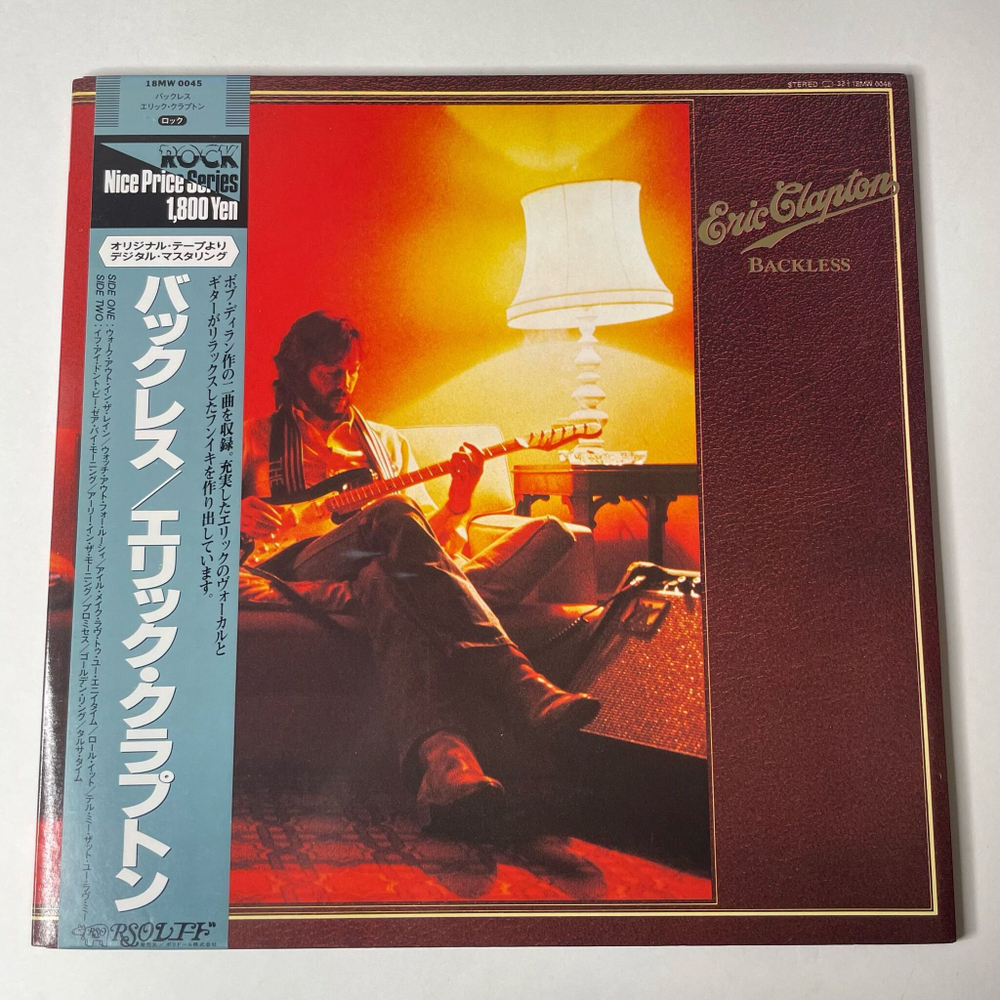 18MW 0045
バックレス
エリック・クラプトン
ロック
ROCK
Nice Price Series
1,800 Yen
オリジナル・テープより
デジタル・マスタリング
バックレス/エリック・クラプトン
ボブ・ディラン作の二曲を収録。充実したエリックのヴォーカルと
ギターがリラックスしたフンイキを作り出しています。
SIDE ONE:ウォーク・アウト・イン・ザ・レイン/ウォッチ・アウト・フォー・ルーシィ/アイル・メイク・ラヴ・トゥ・ユー・エニイタイム/ロール・イット/テル・ミー・ザット・ユー・ラヴ・ミー
SIDE TWO:イフ・アイ・ドント・ビー・ゼア・バイ・モーニング/アーリー・イン・ザ・モーニング/プロミセス/ゴールデン・リング/タルサ・タイム
RSO
発売元/ポリドール株式会社
STEREO 33⅓ 18MW 0045
Eric Clapton
BACKLESS